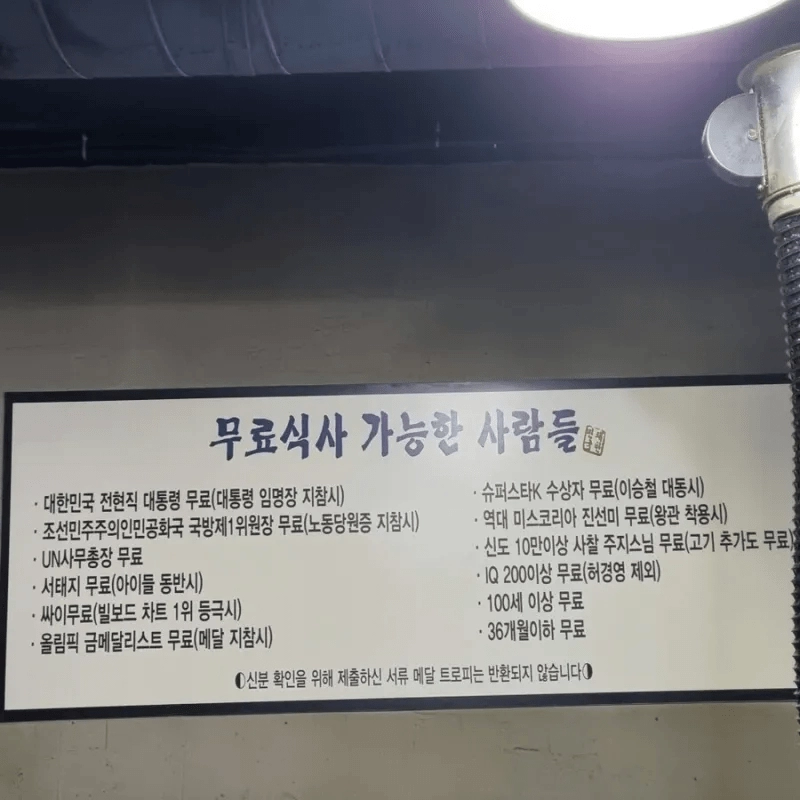 무료식사 가능한 사람들
· 대한민국 전현직 대통령 무료(대통령 임명장 지참시)
· 조선민주주의인민공화국 국방제1위원장 무료(노동당원증 지참시)
· UN사무총장 무료
· 서태지 무료(아이들 동반시)
· 싸이무료(빌보드 차트 1위 등극시)
· 올림픽 금메달리스트 무료(메달 지참시)
· 슈퍼스타K 수상자 무료(이승철 대동시)
· 역대 미스코리아 진선미 무료(왕관 착용시)
· 신도 10만이상 사찰 주지스님 무료(고기 추가도 무료)
· IQ 200이상 무료(허경영 제외)
· 100세 이상 무료
· 36개월이하 무료
◐신분 확인을 위해 제출하신 서류 메달 트로피는 반환되지 않습니다◑